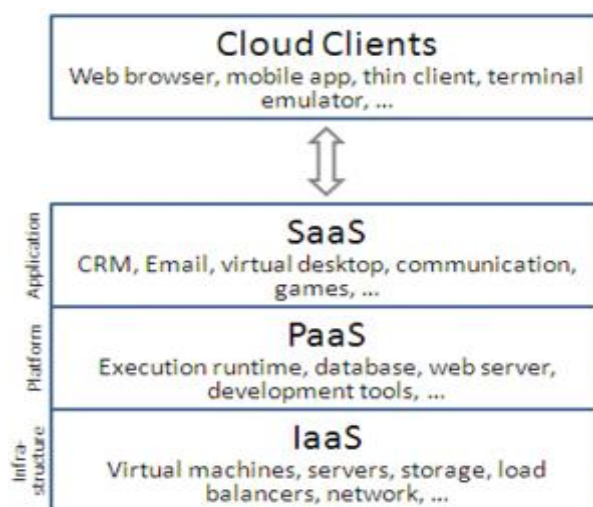 Cloud Clients
Web browser, mobile app, thin client, terminal
emulator, ...
Application
SaaS
CRM, Email, virtual desktop, communication,
games, ...
Platform
PaaS
Execution runtime, database, web server,
development tools, ...
Infra-
structure
IaaS
Virtual machines, servers, storage, load
balancers, network, ...